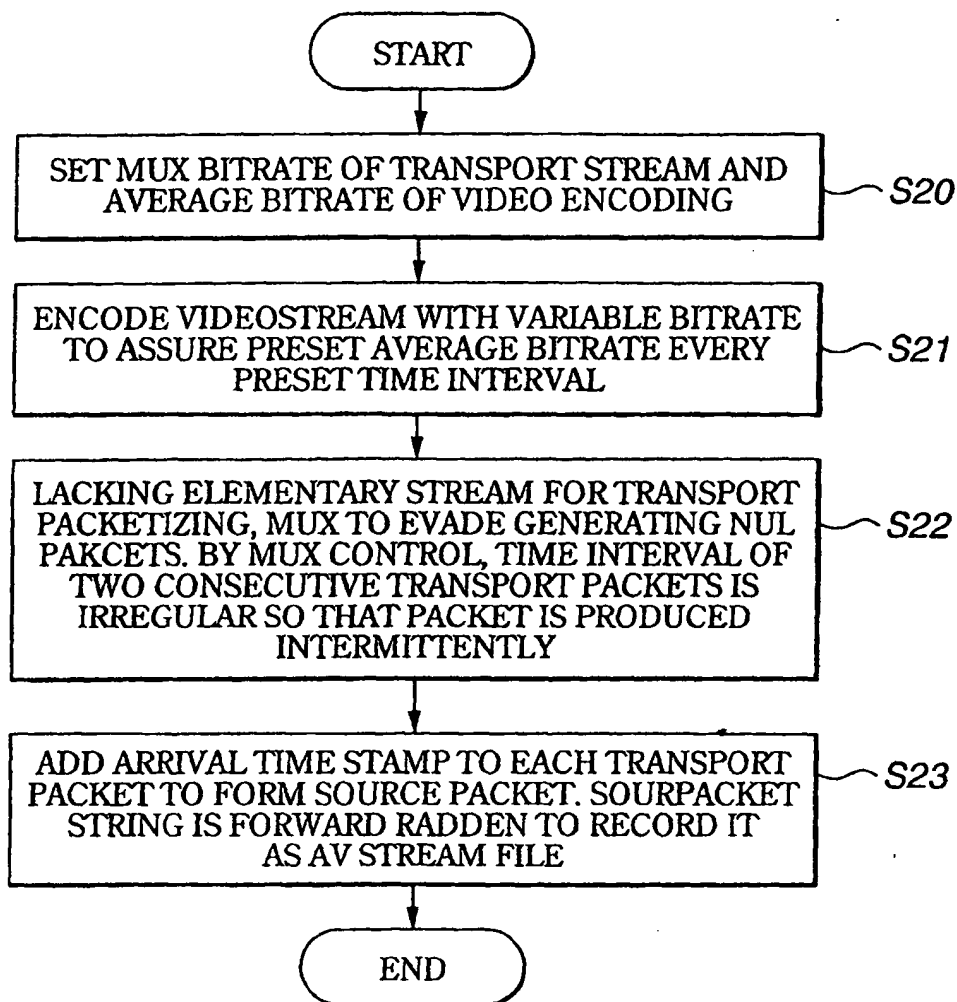 START
SET MUX BITRATE OF TRANSPORT STREAM AND
AVERAGE BITRATE OF VIDEO ENCODING
S20
ENCODE VIDEOSTREAM WITH VARIABLE BITRATE
TO ASSURE PRESET AVERAGE BITRATE EVERY
PRESET TIME INTERVAL
S21
LACKING ELEMENTARY STREAM FOR TRANSPORT
PACKETIZING, MUX TO EVADE GENERATING NUL
PAKCETS. BY MUX CONTROL, TIME INTERVAL OF
TWO CONSECUTIVE TRANSPORT PACKETS IS
IRREGULAR SO THAT PACKET IS PRODUCED
INTERMITTENTLY
S22
ADD ARRIVAL TIME STAMP TO EACH TRANSPORT
PACKET TO FORM SOURCE PACKET. SOURPACKET
STRING IS FORWARD RADDEN TO RECORD IT
AS AV STREAM FILE
S23
END